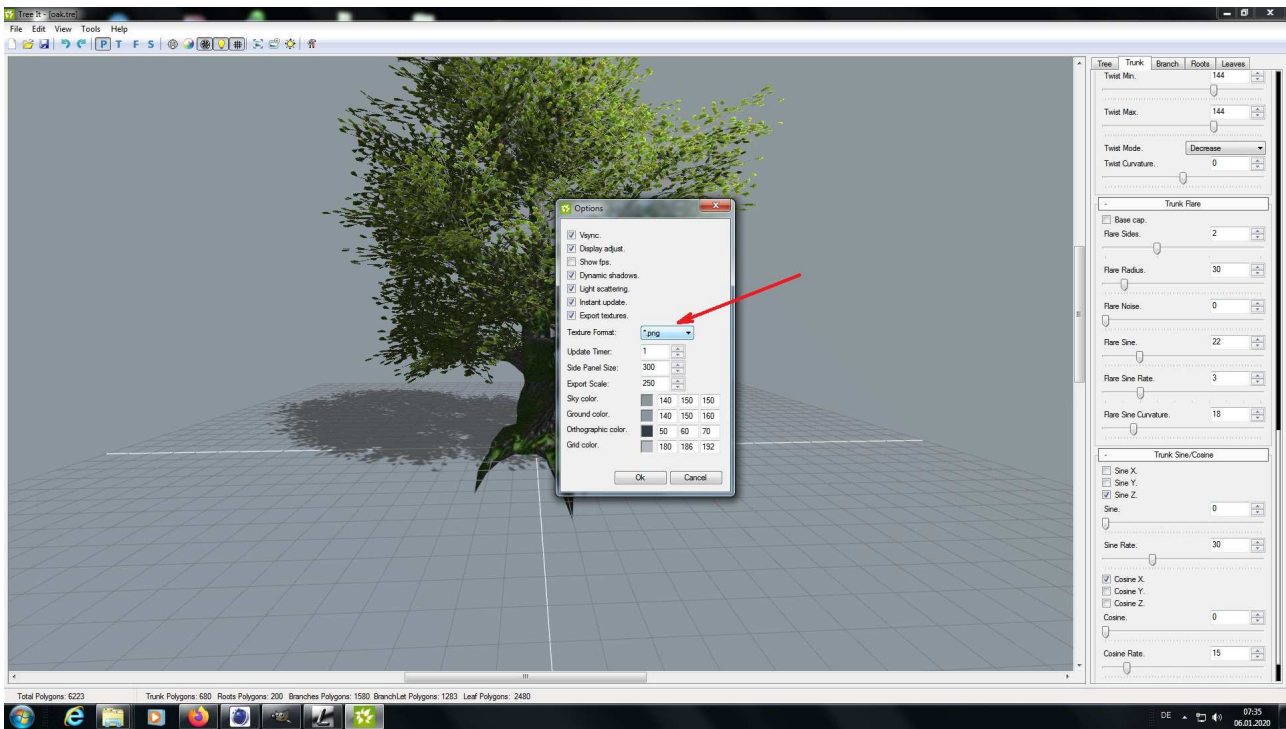 Tree It - [oak.tre]
File Edit View Tools Help
P T F S
Tree Trunk Branch Roots Leaves
Twist Min. 144
Twist Max. 144
Twist Mode. Decrease
Twist Curvature. 0
- Trunk Flare
Base cap.
Flare Sides. 2
Flare Radius. 30
Flare Noise. 0
Flare Sine. 22
Flare Sine Rate. 3
Flare Sine Curvature. 18
- Trunk Sine/Cosine
Sine X.
Sine Y.
Sine Z.
Sine. 0
Sine Rate. 30
Cosine X.
Cosine Y.
Cosine Z.
Cosine. 0
Cosine Rate. 15
Options
Vsync.
Display adjust.
Show fps.
Dynamic shadows.
Light scattering.
Instant update.
Export textures.
Texture Format: *.png
Update Timer: 1
Side Panel Size: 300
Export Scale: 250
Sky color. 140 150 150
Ground color. 140 150 160
Orthographic color. 50 60 70
Grid color. 180 186 192
Ok Cancel
Total Polygons: 6223 Trunk Polygons: 680 Roots Polygons: 200 Branches Polygons: 1580 BranchLet Polygons: 1283 Leaf Polygons: 2480
DE 07:35
06.01.2020